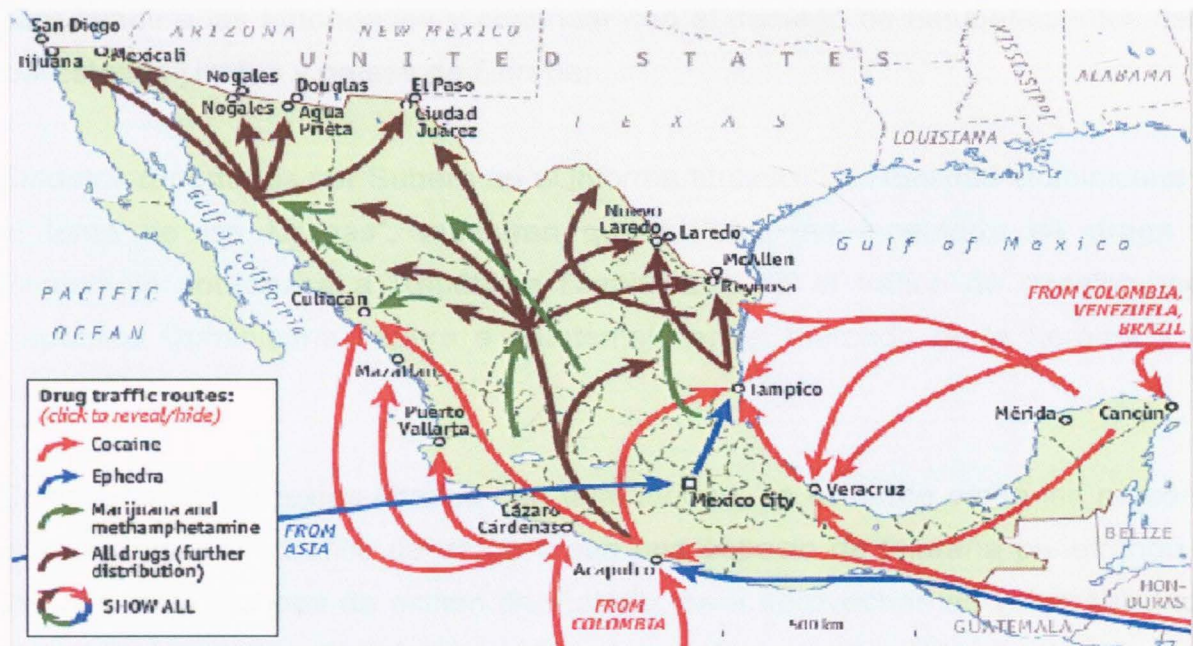 San Diego
Tijuana
Mexicali
ARIZONA
NEW MEXICO
UNITED STATES
Nogales
Nogales
Douglas
Agua
Prieta
El Paso
Ciudad
Juárez
TEXAS
MISSISSIPPI
ALABAMA
LOUISIANA
Gulf of California
Nuevo
Laredo
Laredo
McAllen
Reynosa
Gulf of Mexico
PACIFIC
OCEAN
Culiacán
FROM COLOMBIA,
VENEZUELA,
BRAZIL
Mazatlán
Puerto
Vallarta
Tampico
Mérida
Cancún
Drug traffic routes:
(click to reveal/hide)
Cocaine
Ephedra
Marijuana and
methamphetamine
All drugs (further
distribution)
SHOW ALL
Mexico City
Veracruz
FROM
ASIA
Lázaro
Cárdenas
Acapulco
FROM
COLOMBIA
500 km
BELIZE
HON-
DURAS
GUATEMALA